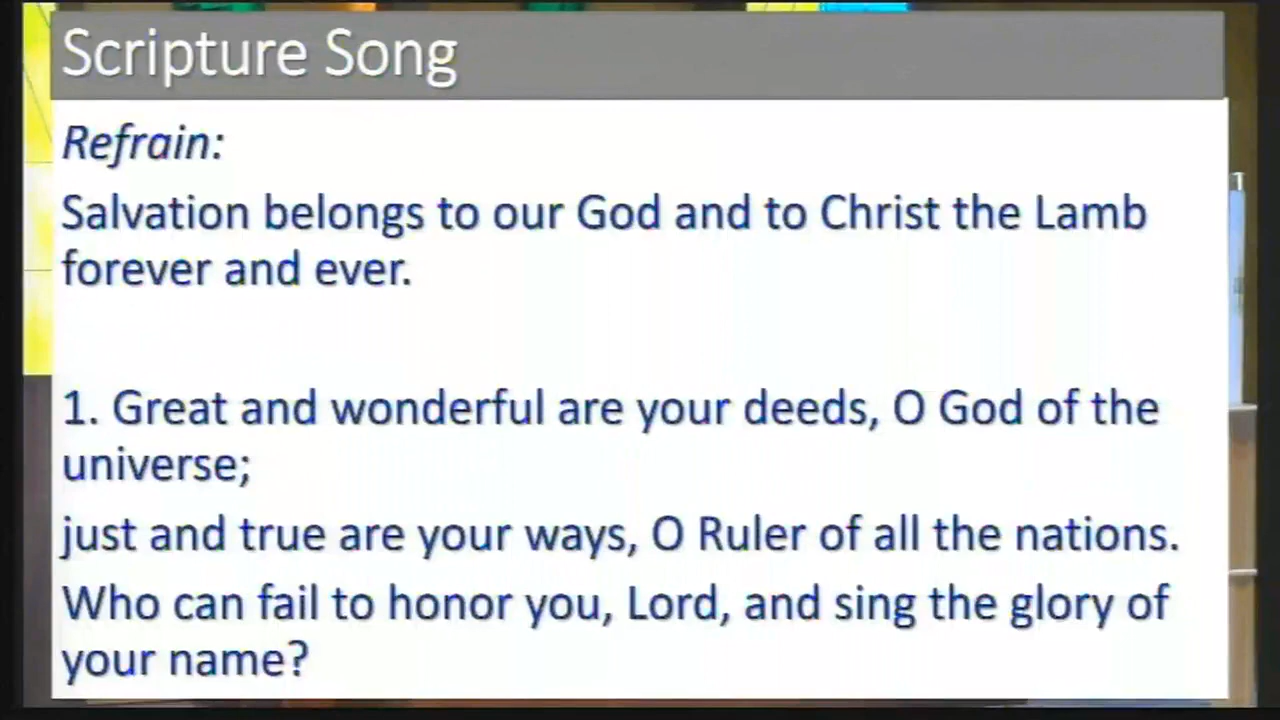 Scripture Song
Refrain:
Salvation belongs to our God and to Christ the Lamb
forever and ever.
1. Great and wonderful are your deeds, O God of the
universe;
just and true are your ways, O Ruler of all the nations.
Who can fail to honor you, Lord, and sing the glory of
your name?